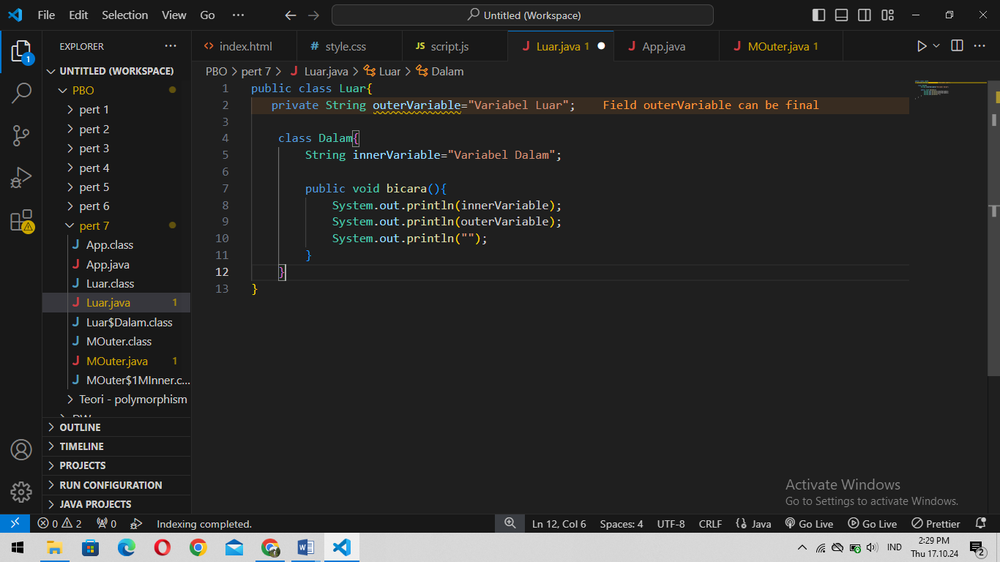 File Edit Selection View Go ··· Untitled (Workspace)
EXPLORER ···
index.html
style.css
JS script.js
J Luar.java 1
J App.java
J MOuter.java 1
UNTITLED (WORKSPACE)
PBO
pert 1
pert 2
pert 3
pert 4
pert 5
pert 6
pert 7
J App.class
J App.java
J Luar.class
J Luar.java 1
J Luar$Dalam.class
J MOuter.class
J MOuter.java 1
J MOuter$1MInner.c...
Teori - polymorphism
OUTLINE
TIMELINE
PROJECTS
RUN CONFIGURATION
JAVA PROJECTS
1
PBO > pert 7 > J Luar.java > Luar > Dalam
1 public class Luar{
2 private String outerVariable="Variabel Luar"; Field outerVariable can be final
3
4 class Dalam{
5 String innerVariable="Variabel Dalam";
6
7 public void bicara(){
8 System.out.println(innerVariable);
9 System.out.println(outerVariable);
10 System.out.println("");
11 }
12 }
13 }
Activate Windows
Go to Settings to activate Windows.
0 2 0 Indexing completed. Ln 12, Col 6 Spaces: 4 UTF-8 CRLF {} Java Go Live Go Live Prettier
IND
2:29 PM
Thu 17.10.24
2